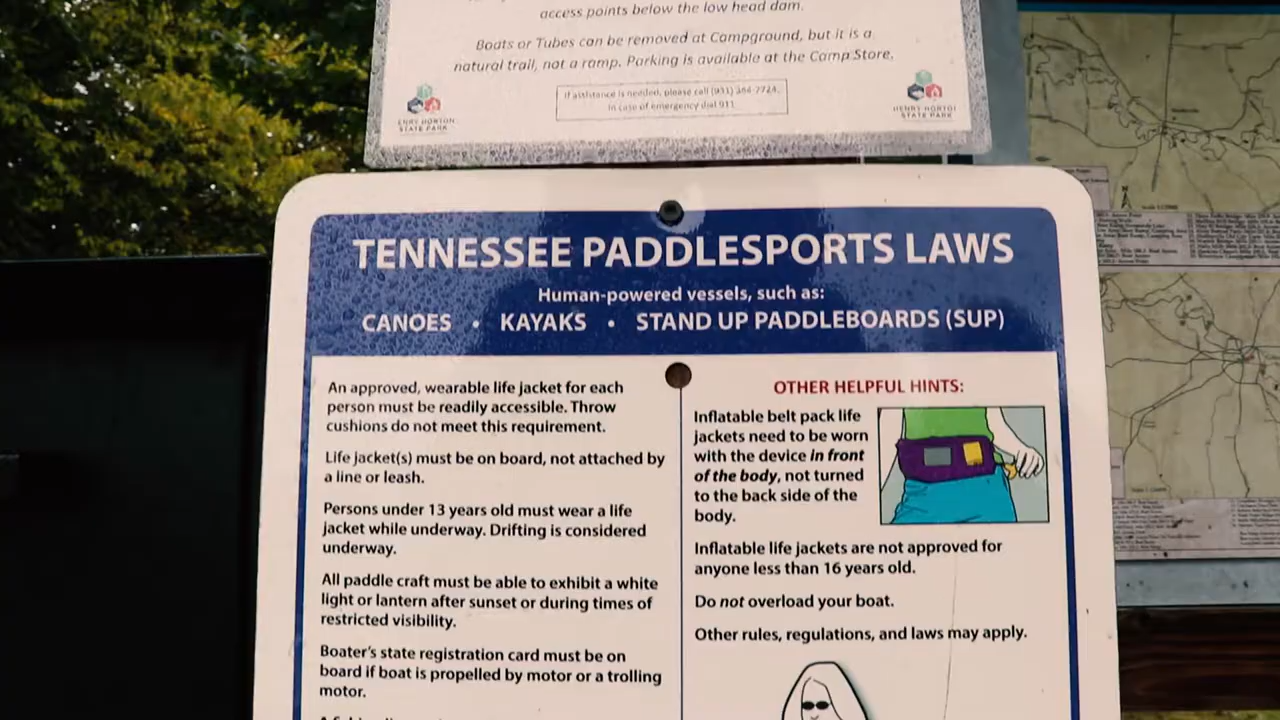 access points below the low head dam.
Boats or Tubes can be removed at Campground, but it is a
natural trail, not a ramp. Parking is available at the Camp Store.
If assistance is needed, please call (931) 364-7724.
In case of emergency dial 911
HENRY HORTON
STATE PARK
TENNESSEE PADDLESPORTS LAWS
Human-powered vessels, such as:
CANOES • KAYAKS • STAND UP PADDLEBOARDS (SUP)
An approved, wearable life jacket for each
person must be readily accessible. Throw
cushions do not meet this requirement.
Life jacket(s) must be on board, not attached by
a line or leash.
Persons under 13 years old must wear a life
jacket while underway. Drifting is considered
underway.
All paddle craft must be able to exhibit a white
light or lantern after sunset or during times of
restricted visibility.
Boater's state registration card must be on
board if boat is propelled by motor or a trolling
motor.
OTHER HELPFUL HINTS:
Inflatable belt pack life
jackets need to be worn
with the device in front
of the body, not turned
to the back side of the
body.
Inflatable life jackets are not approved for
anyone less than 16 years old.
Do not overload your boat.
Other rules, regulations, and laws may apply.